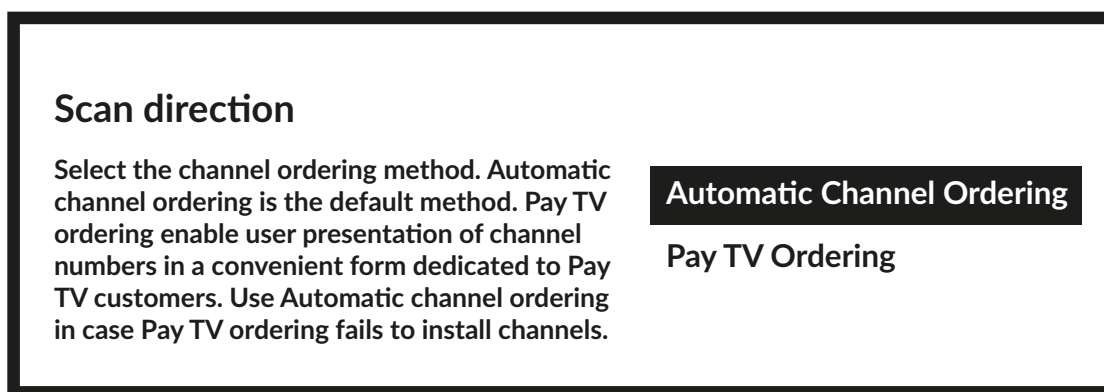 Scan direction
Select the channel ordering method. Automatic
channel ordering is the default method. Pay TV
ordering enable user presentation of channel
numbers in a convenient form dedicated to Pay
TV customers. Use Automatic channel ordering
in case Pay TV ordering fails to install channels.
Automatic Channel Ordering
Pay TV Ordering